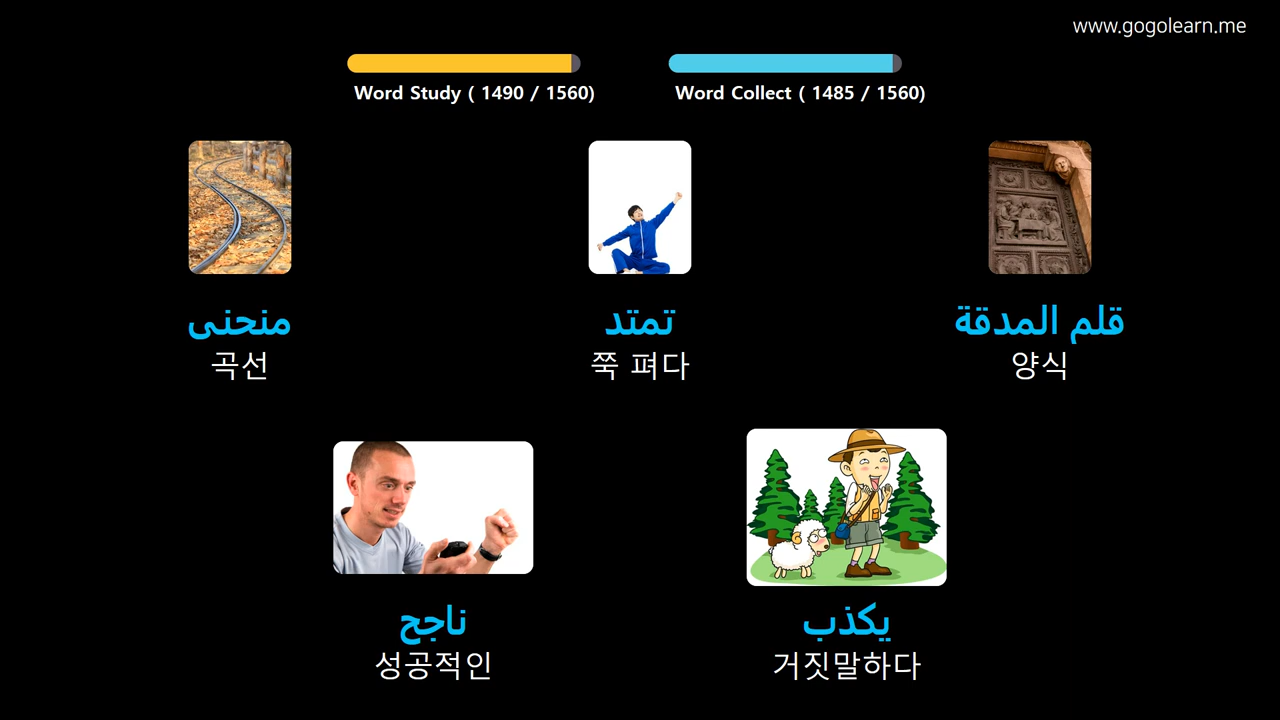 www.gogolearn.me
Word Study ( 1490 / 1560)
Word Collect ( 1485 / 1560)
منحنى
곡선
تمتد
쭉 펴다
قلم المدقة
양식
ناجح
성공적인
يكذب
거짓말하다